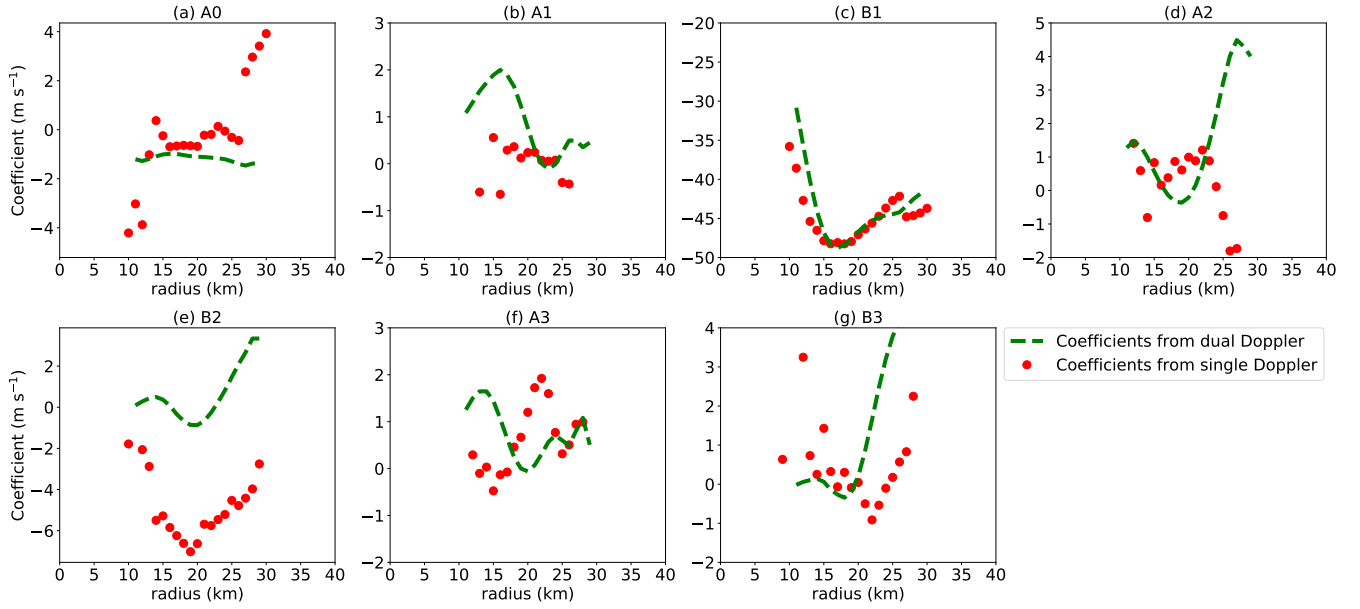 (a) A0
4
2
0
−2
−4
0 5 10 15 20 25 30 35 40
radius (km)
Coefficient (m s⁻¹)
(b) A1
3
2
1
0
1
2
0 5 10 15 20 25 30 35 40
radius (km)
(c) B1
−20
−25
−30
−35
−40
−45
−50
0 5 10 15 20 25 30 35 40
radius (km)
(d) A2
5
4
3
2
1
0
−1
−2
0 5 10 15 20 25 30 35 40
radius (km)
(e) B2
2
0
−2
−4
−6
0 5 10 15 20 25 30 35 40
radius (km)
Coefficient (m s⁻¹)
(f) A3
3
2
1
0
−1
−2
0 5 10 15 20 25 30 35 40
radius (km)
(g) B3
4
3
2
1
0
−1
−2
0 5 10 15 20 25 30 35 40
radius (km)
Coefficients from dual Doppler
Coefficients from single Doppler